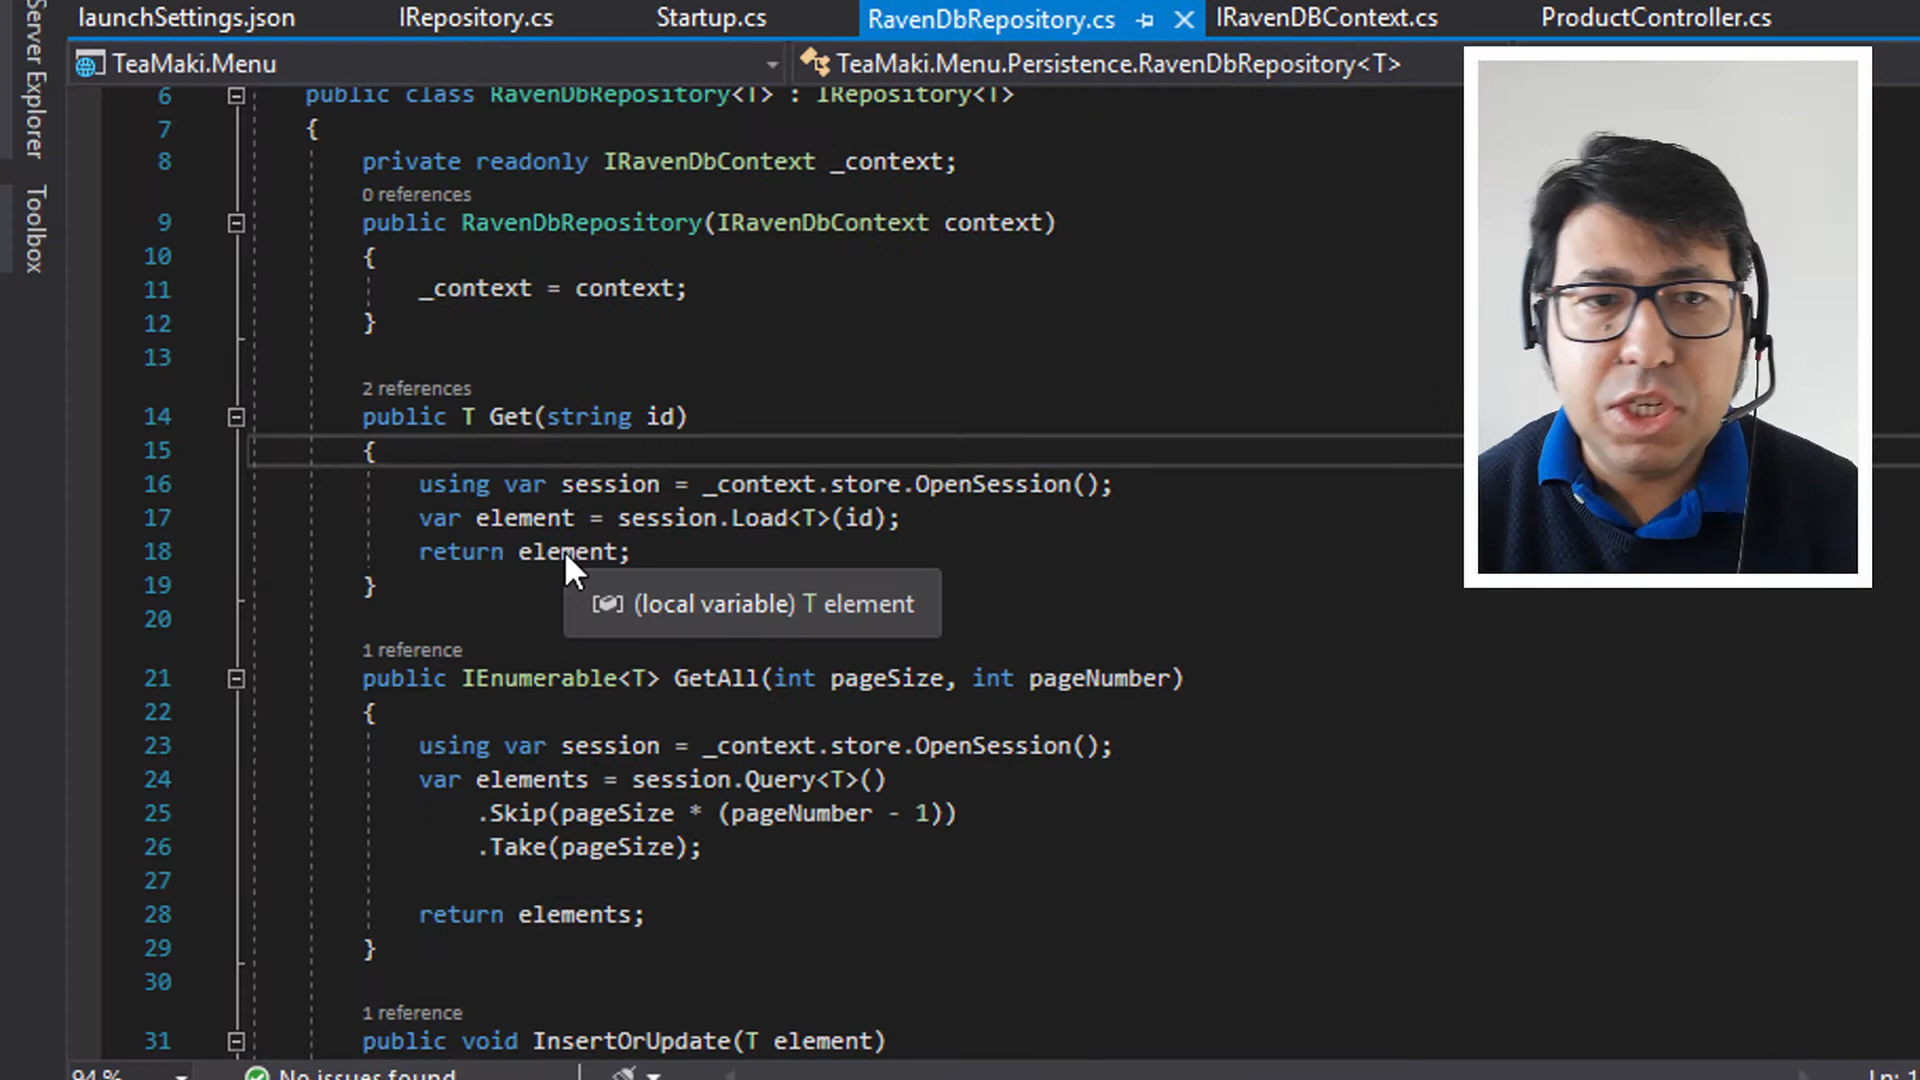 launchSettings.json IRepository.cs Startup.cs RavenDbRepository.cs IRavenDBContext.cs ProductController.cs
Server Explorer
Toolbox
TeaMaki.Menu TeaMaki.Menu.Persistence.RavenDbRepository<T>
6 public class RavenDbRepository<T> : IRepository<T>
7 {
8 private readonly IRavenDbContext _context;
0 references
9 public RavenDbRepository(IRavenDbContext context)
10 {
11 _context = context;
12 }
13
2 references
14 public T Get(string id)
15 {
16 using var session = _context.store.OpenSession();
17 var element = session.Load<T>(id);
18 return element;
19 }
(local variable) T element
20
1 reference
21 public IEnumerable<T> GetAll(int pageSize, int pageNumber)
22 {
23 using var session = _context.store.OpenSession();
24 var elements = session.Query<T>()
25 .Skip(pageSize * (pageNumber - 1))
26 .Take(pageSize);
27
28 return elements;
29 }
30
1 reference
31 public void InsertOrUpdate(T element)
94 % No issues found